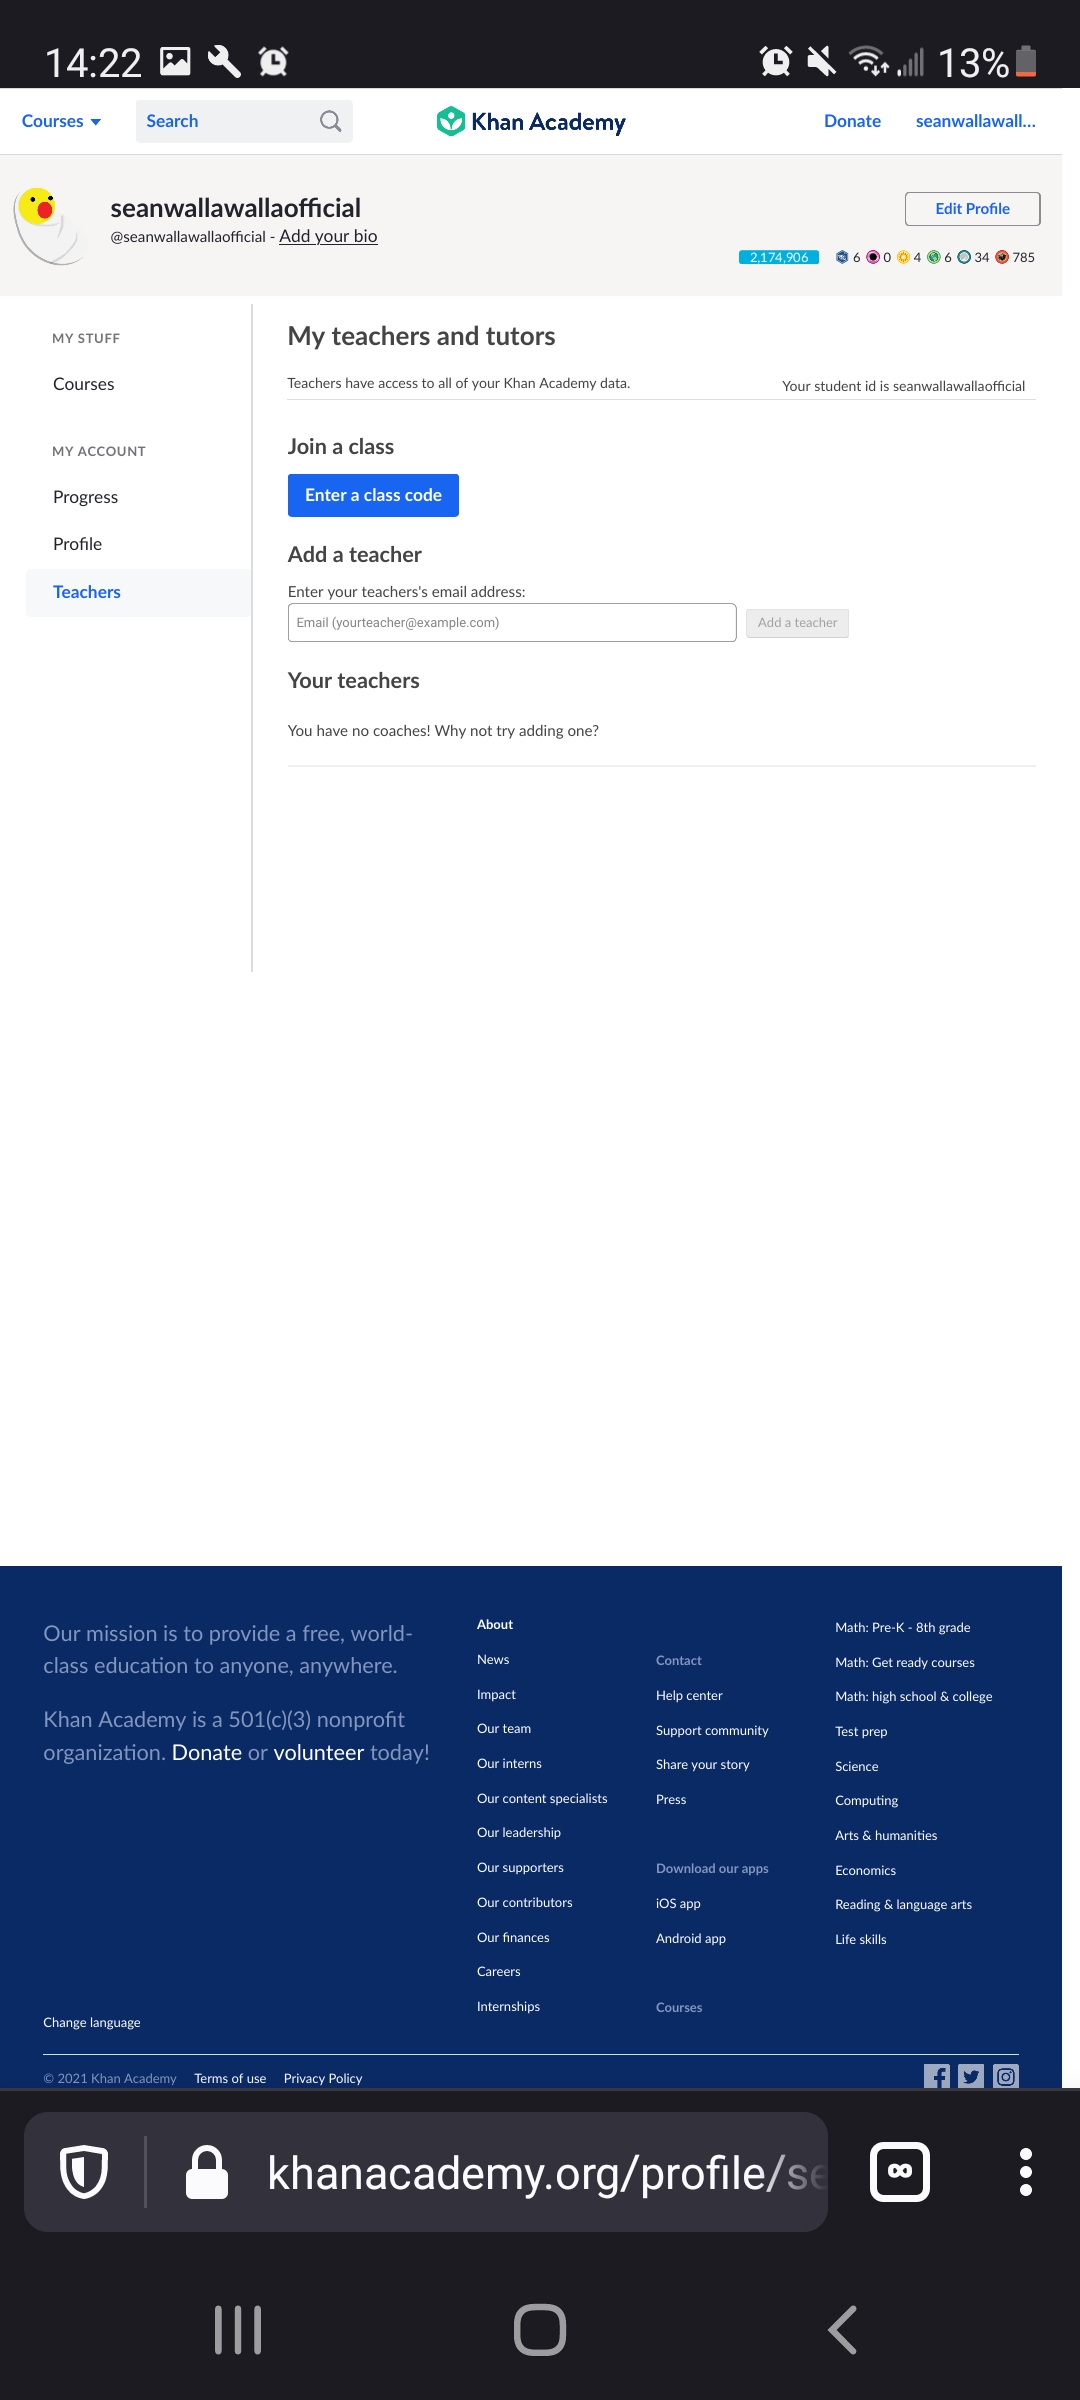 14:22
13%
Courses
Search
Khan Academy
Donate
seanwallawall...
seanwallawallaofficial
@seanwallawallaofficial - Add your bio
Edit Profile
2,174,906
6 0 4 6 34 785
MY STUFF
Courses
MY ACCOUNT
Progress
Profile
Teachers
My teachers and tutors
Teachers have access to all of your Khan Academy data.
Your student id is seanwallawallaofficial
Join a class
Enter a class code
Add a teacher
Enter your teachers's email address:
Email (yourteacher@example.com)
Add a teacher
Your teachers
You have no coaches! Why not try adding one?
Our mission is to provide a free, world-
class education to anyone, anywhere.
Khan Academy is a 501(c)(3) nonprofit
organization. Donate or volunteer today!
Change language
About
News
Impact
Our team
Our interns
Our content specialists
Our leadership
Our supporters
Our contributors
Our finances
Careers
Internships
Contact
Help center
Support community
Share your story
Press
Download our apps
iOS app
Android app
Courses
Math: Pre-K - 8th grade
Math: Get ready courses
Math: high school & college
Test prep
Science
Computing
Arts & humanities
Economics
Reading & language arts
Life skills
© 2021 Khan Academy
Terms of use
Privacy Policy
khanacademy.org/profile/se
∞